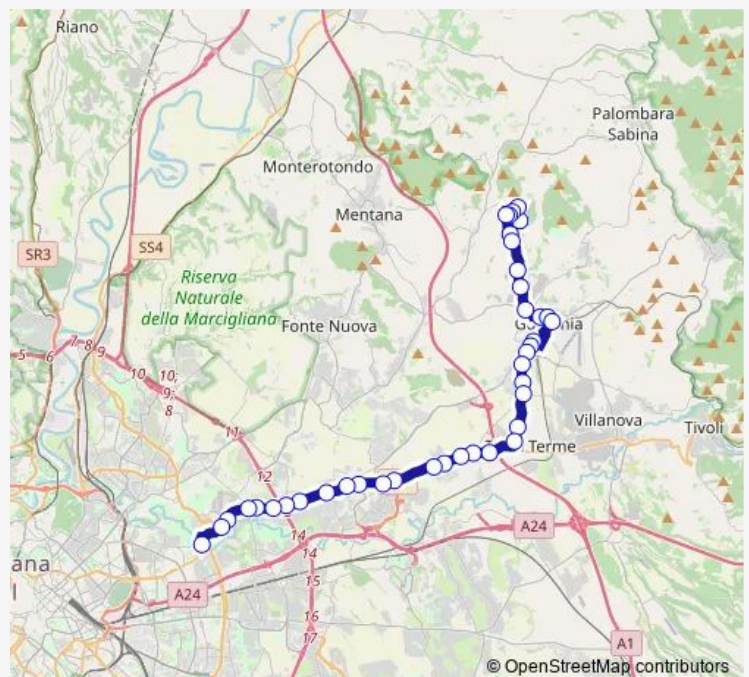 Riano
Palombara
Sabina
Monterotondo
Mentana
SR3
SS4
Riserva
Naturale
della Marcigliana
Fonte Nuova
5
6
7
8
9
10
10;
9;
8
11
12
Villanova
Tivoli
Terme
14
14
A24
A24
15
16
17
A1
© OpenStreetMap contributors